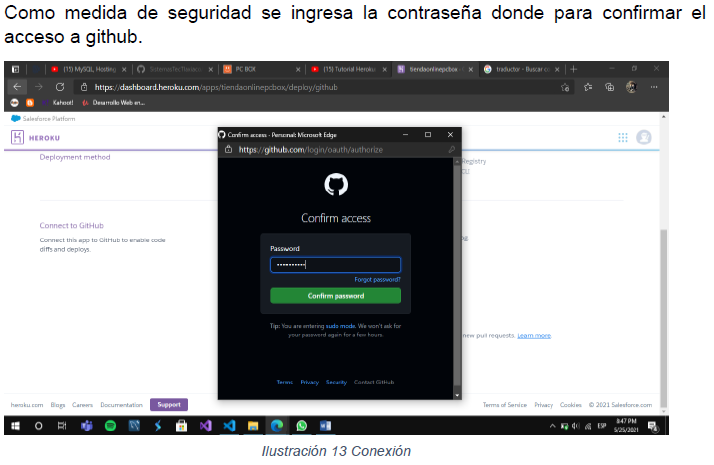 Como medida de seguridad se ingresa la contraseña donde para confirmar el
acceso a github.
(15) MySQL, Hosting
(15) Tutorial Heroku
PC BOX
tiendaonlinepcbox
traductor - Buscar
https://dashboard.heroku.com/apps/tiendaonlinepcbox/deploy/github
Kahoot!
Desarrollo Web en...
Salesforce Platform
HEROKU
Confirm access - Personal: Microsoft Edge
https://github.com/login/oauth/authorize
Deployment method
Registry
Confirm access
Connect to GitHub
Connect this app to GitHub to enable code
diffs and deploys.
Password
Forgot password?
Confirm password
Tip: You are entering sudo mode. We won't ask for
your password again for a few hours.
new pull requests. Learn more.
Terms Privacy Security Contact GitHub
heroku.com Blogs Careers Documentation Support
Terms of Service Privacy Cookies © 2021 Salesforce.com
ESP
8:47 PM
5/25/2021
Ilustración 13 Conexión